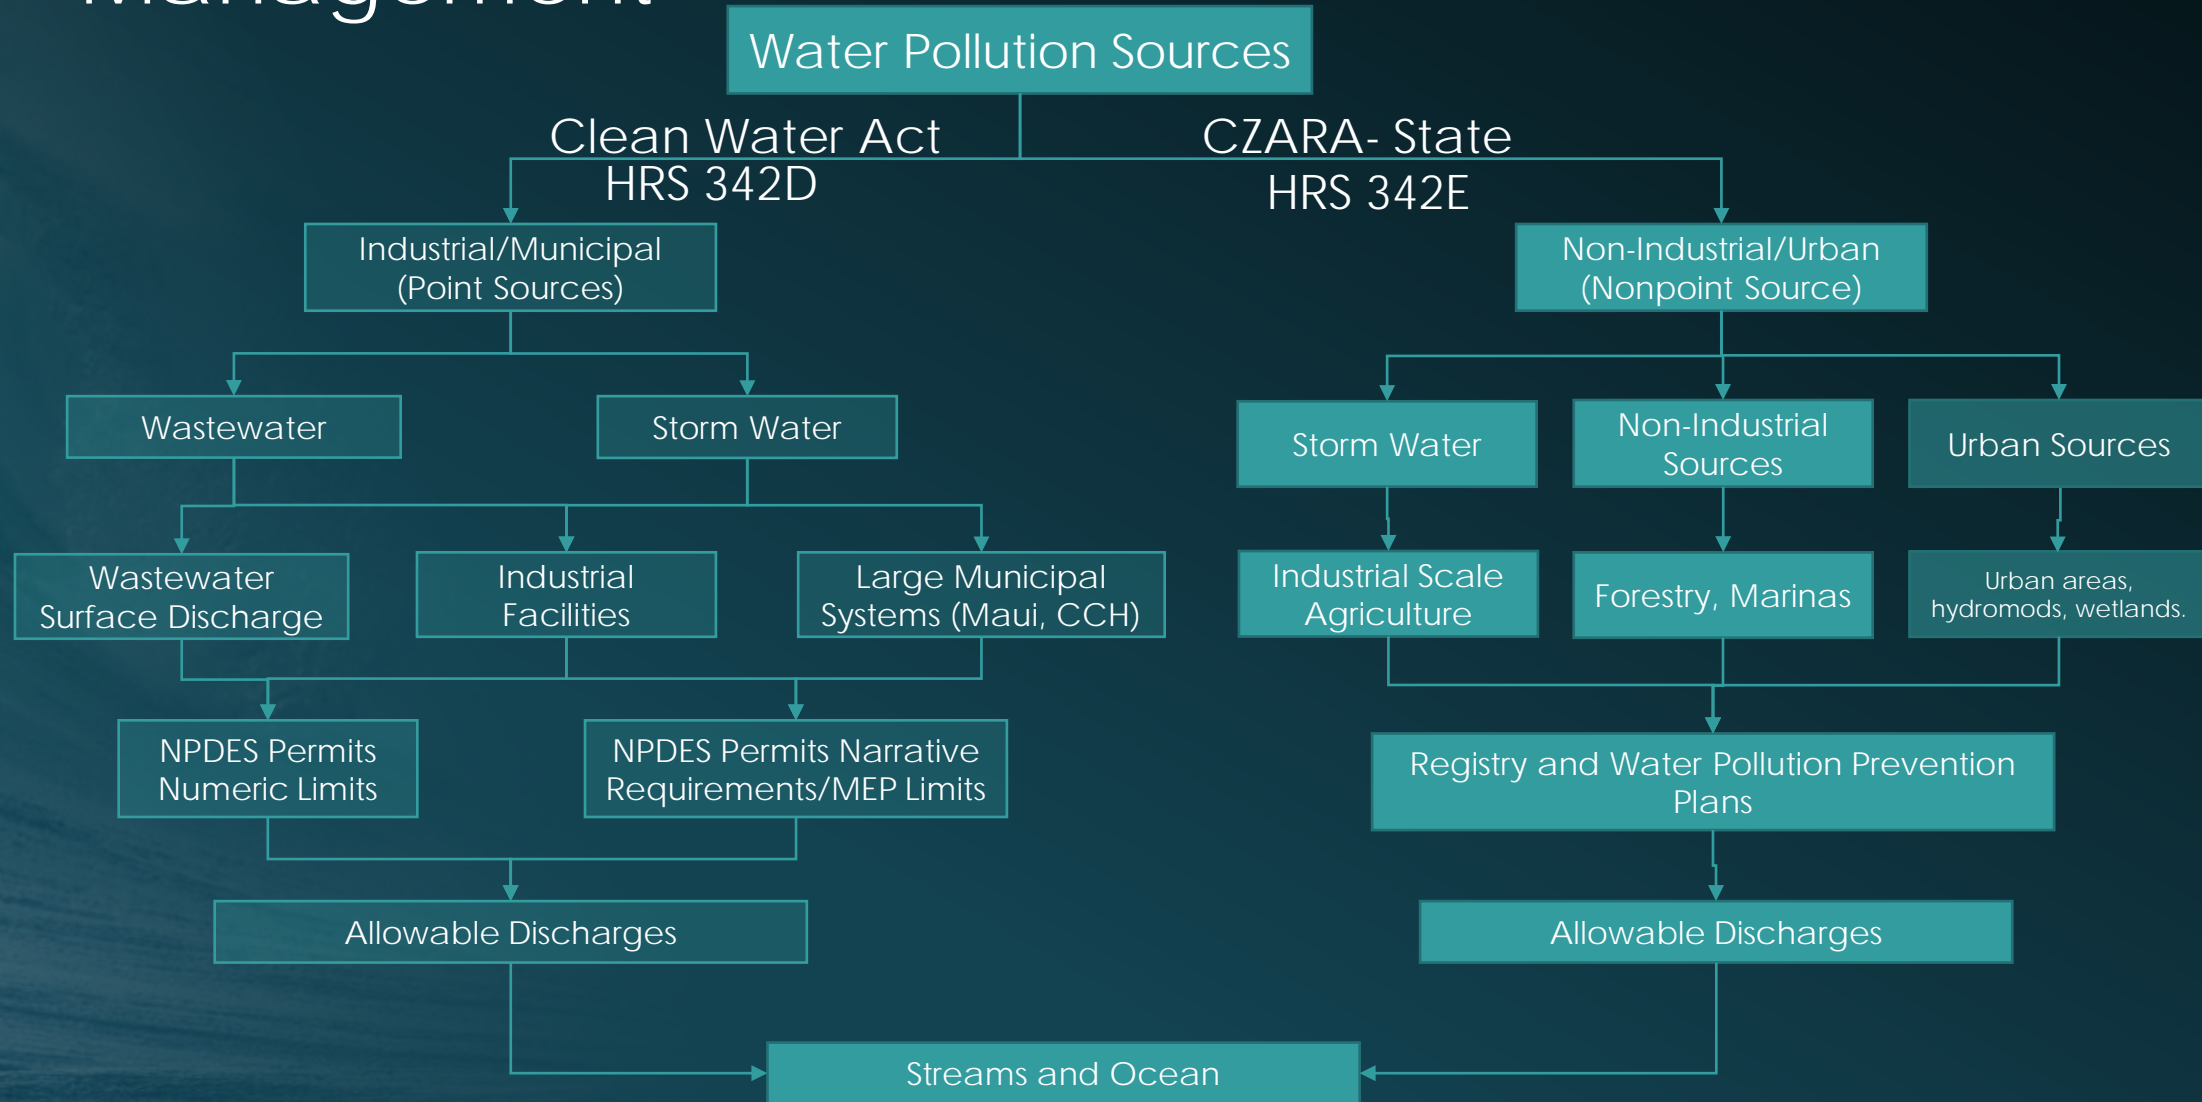 Management
Water Pollution Sources
Clean Water Act
HRS 342D
CZARA- State
HRS 342E
Industrial/Municipal
(Point Sources)
Non-Industrial/Urban
(Nonpoint Source)
Wastewater
Storm Water
Storm Water
Non-Industrial
Sources
Urban Sources
Wastewater
Surface Discharge
Industrial
Facilities
Large Municipal
Systems (Maui, CCH)
Industrial Scale
Agriculture
Forestry, Marinas
Urban areas,
hydromods, wetlands.
NPDES Permits
Numeric Limits
NPDES Permits Narrative
Requirements/MEP Limits
Registry and Water Pollution Prevention
Plans
Allowable Discharges
Allowable Discharges
Streams and Ocean